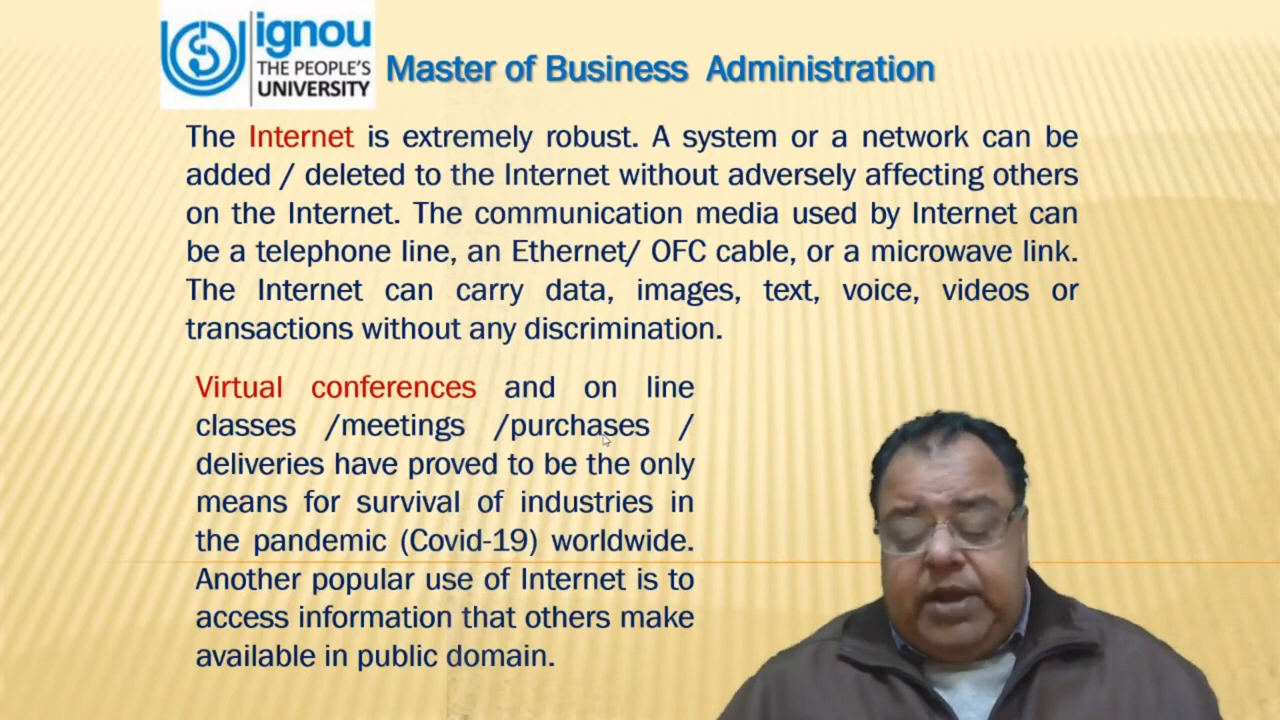 ignou
THE PEOPLE'S
UNIVERSITY
Master of Business Administration
The Internet is extremely robust. A system or a network can be
added / deleted to the Internet without adversely affecting others
on the Internet. The communication media used by Internet can
be a telephone line, an Ethernet/ OFC cable, or a microwave link.
The Internet can carry data, images, text, voice, videos or
transactions without any discrimination.
Virtual conferences and on line
classes /meetings /purchases /
deliveries have proved to be the only
means for survival of industries in
the pandemic (Covid-19) worldwide.
Another popular use of Internet is to
access information that others make
available in public domain.